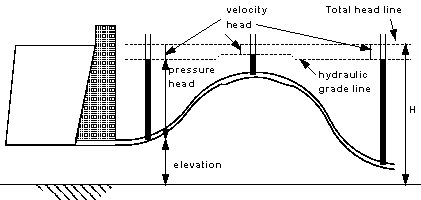 velocity
head
Total head line
pressure
head
hydraulic
grade line
H
elevation